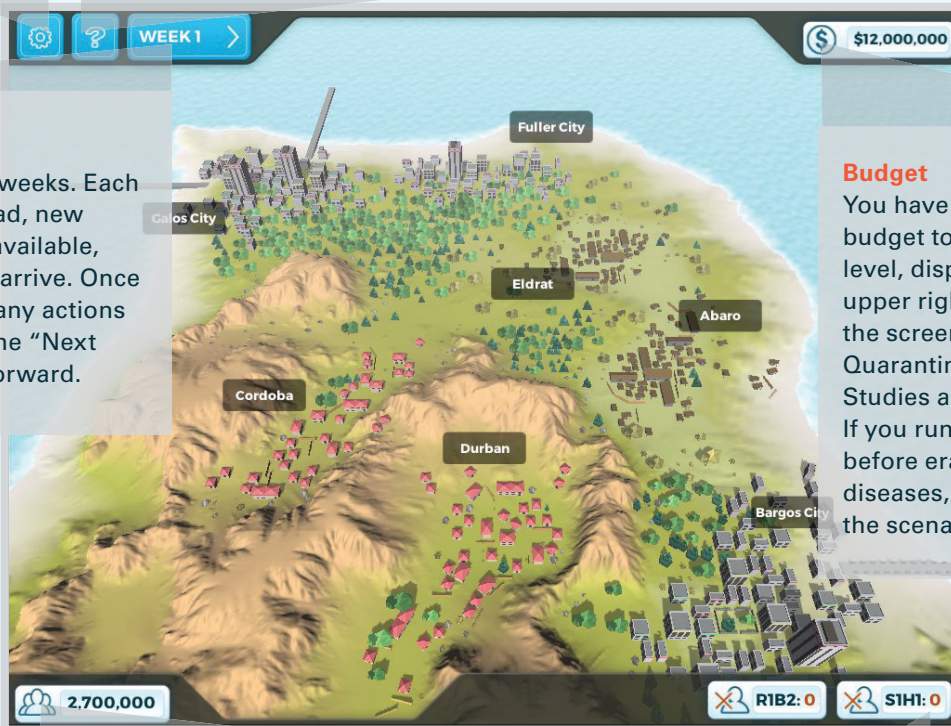 WEEK 1
$12,000,000
weeks. Each
ad, new
available,
arrive. Once
any actions
he “Next
orward.
Fuller City
Galos City
Eldrat
Abaro
Cordoba
Durban
Bargos City
Budget
You have
budget to
level, disp
upper rig
the screen
Quarantin
Studies a
If you run
before era
diseases,
the scena
2,700,000
R1B2: 0
S1H1: 0